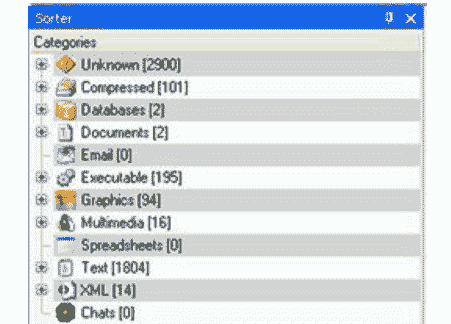 Sorter
Categories
Unknown [2900]
Compressed [101]
Databases [2]
Documents [2]
Email [0]
Executable [195]
Graphics [94]
Multimedia [16]
Spreadsheets [0]
Text [1804]
XML [14]
Chats [0]